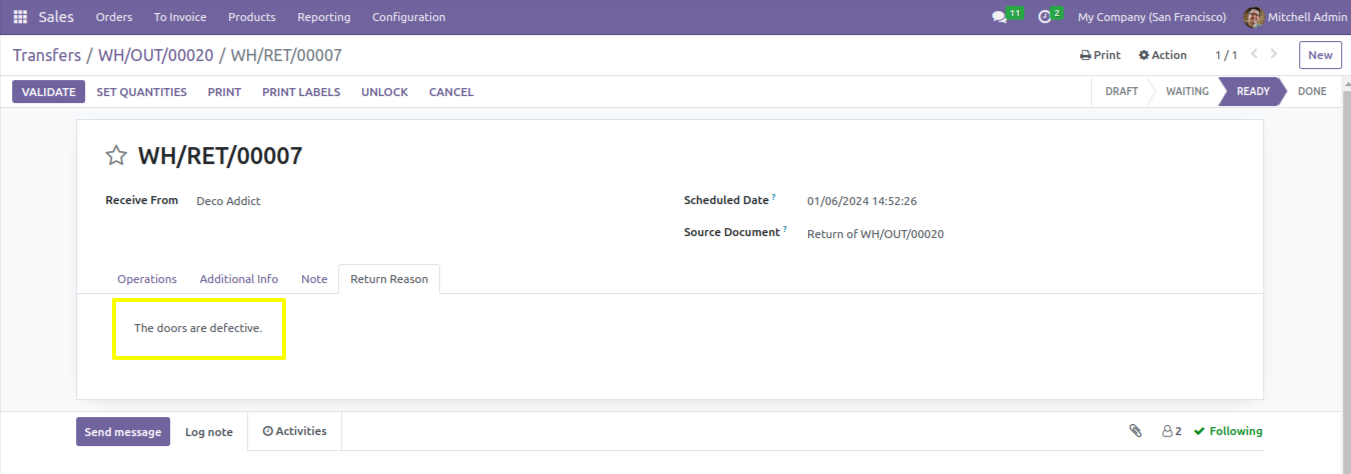 Sales Orders To Invoice Products Reporting Configuration 11 2 My Company (San Francisco) Mitchell Admin
Transfers / WH/OUT/00020 / WH/RET/00007 Print Action 1 / 1 New
VALIDATE SET QUANTITIES PRINT PRINT LABELS UNLOCK CANCEL DRAFT WAITING READY DONE
WH/RET/00007
Receive From Deco Addict Scheduled Date ? 01/06/2024 14:52:26
Source Document ? Return of WH/OUT/00020
Operations Additional Info Note Return Reason
The doors are defective.
Send message Log note Activities 2 Following